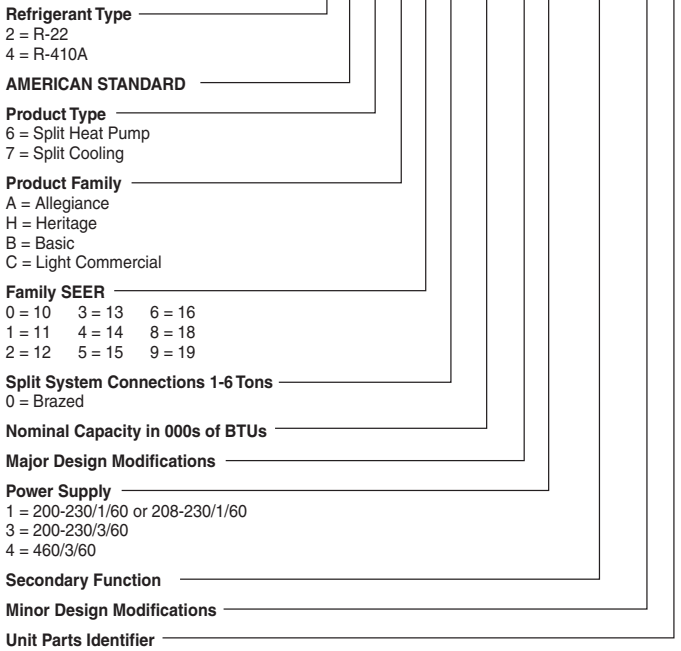 Refrigerant Type
2 = R-22
4 = R-410A
AMERICAN STANDARD
Product Type
6 = Split Heat Pump
7 = Split Cooling
Product Family
A = Allegiance
H = Heritage
B = Basic
C = Light Commercial
Family SEER
0 = 10 3 = 13 6 = 16
1 = 11 4 = 14 8 = 18
2 = 12 5 = 15 9 = 19
Split System Connections 1-6 Tons
0 = Brazed
Nominal Capacity in 000s of BTUs
Major Design Modifications
Power Supply
1 = 200-230/1/60 or 208-230/1/60
3 = 200-230/3/60
4 = 460/3/60
Secondary Function
Minor Design Modifications
Unit Parts Identifier